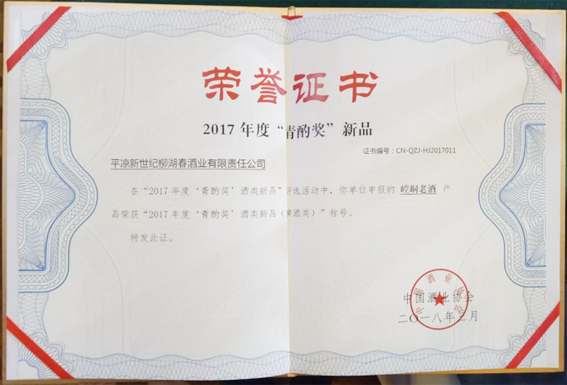 荣誉证书
2017年度“青酌奖”新品
证书编号:CN-QZJ-HJ2017011
平凉新世纪柳湖春酒业有限责任公司
在“2017年度‘青酌奖’酒类新品”评选活动中,你单位申报的 崆峒老酒 产
品荣获“2017年度‘青酌奖’酒类新品(黄酒类)”称号。
特发此证。
中国酒业协会
二〇一八年三月